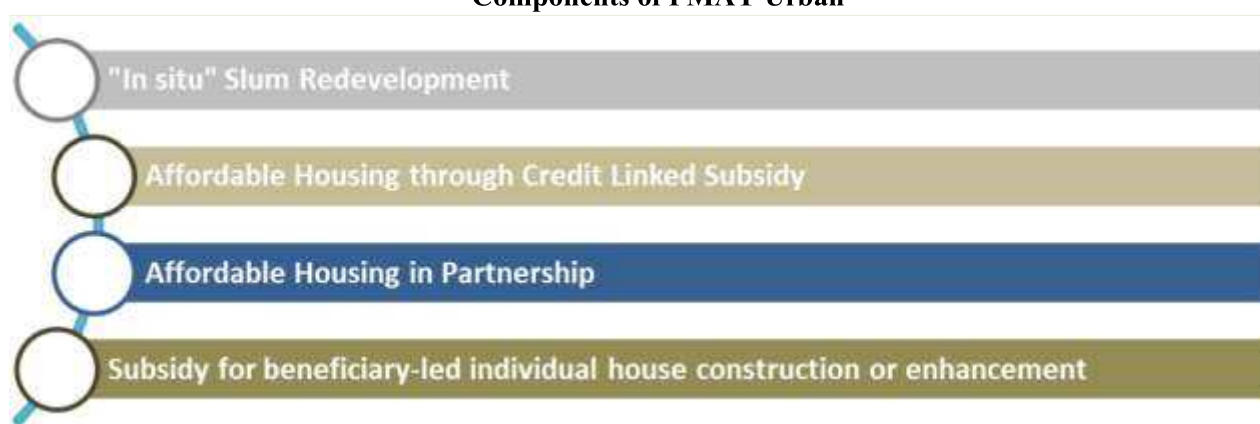 Components of PMAY Urban
"In situ" Slum Redevelopment
Affordable Housing through Credit Linked Subsidy
Affordable Housing in Partnership
Subsidy for beneficiary-led individual house construction or enhancement